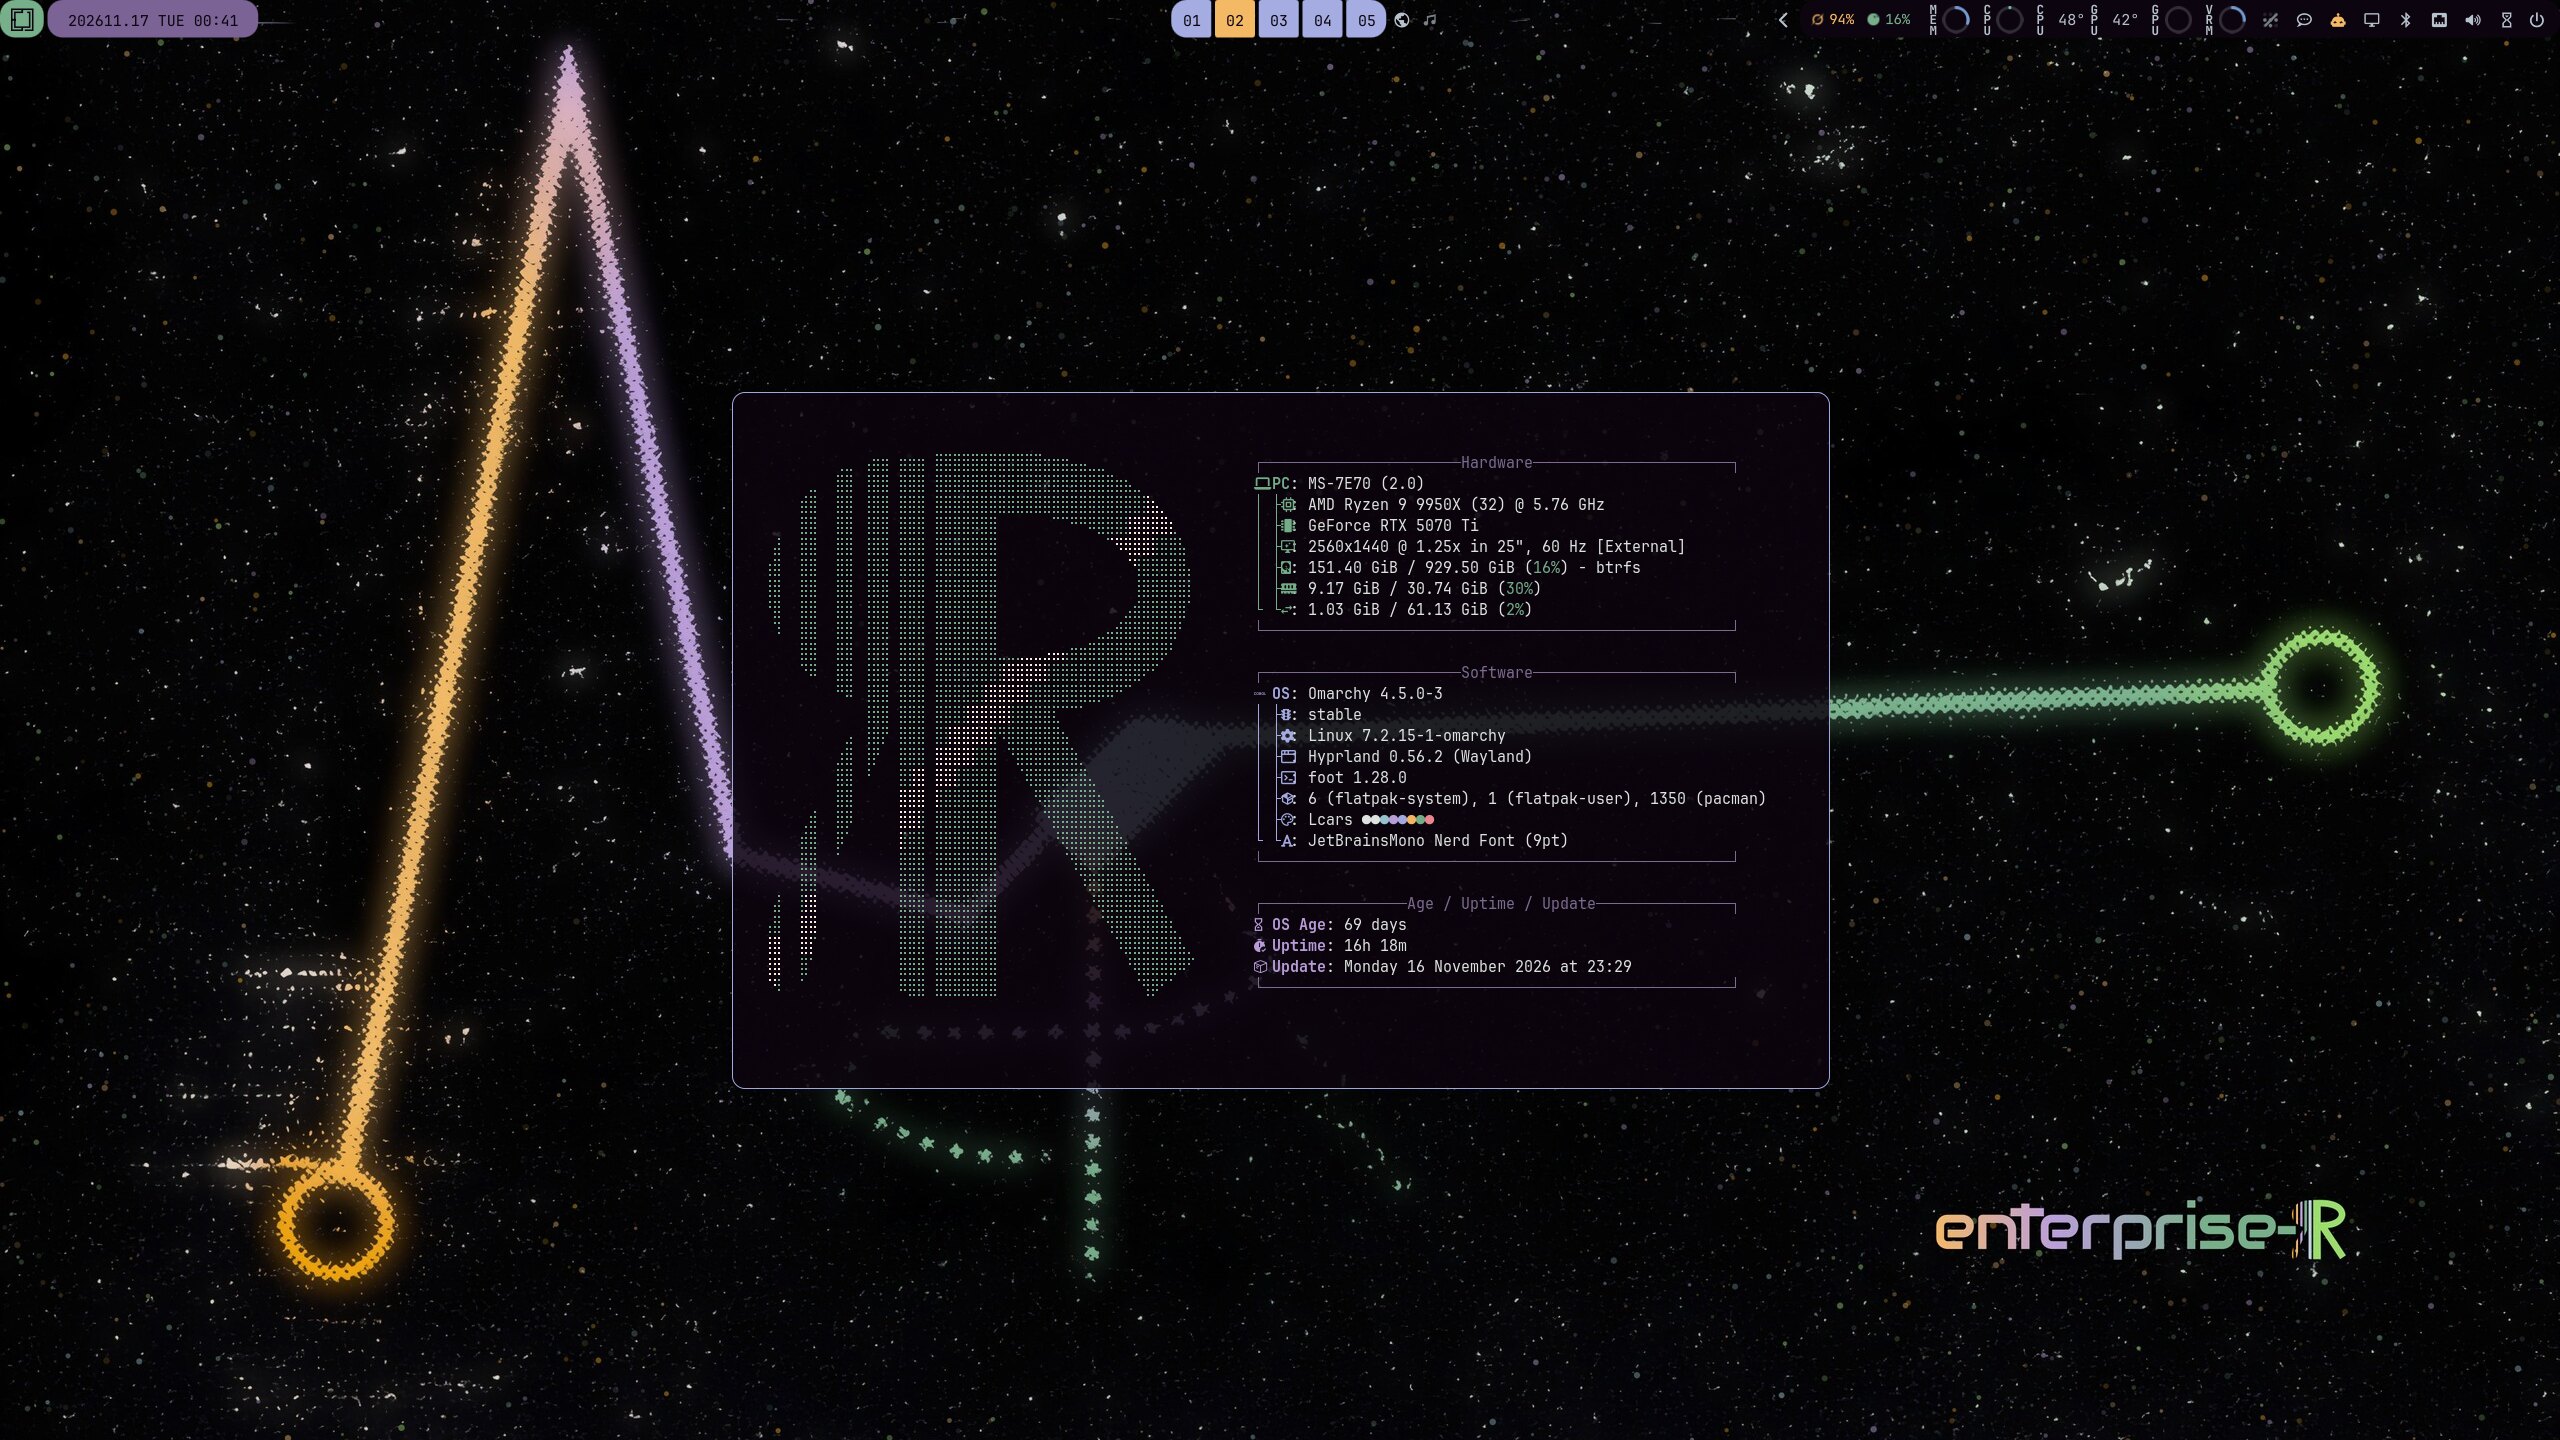 202611.17 TUE 00:41
01 02 03 04 05
94% 16% MEM CPU CPU 48° GPU 42° GPU VRM
Hardware
PC: MS-7E70 (2.0)
: AMD Ryzen 9 9950X (32) @ 5.76 GHz
: GeForce RTX 5070 Ti
: 2560x1440 @ 1.25x in 25", 60 Hz [External]
: 151.40 GiB / 929.50 GiB (16%) - btrfs
: 9.17 GiB / 30.74 GiB (30%)
: 1.03 GiB / 61.13 GiB (2%)
Software
OS: Omarchy 4.5.0-3
: stable
: Linux 7.2.15-1-omarchy
: Hyprland 0.56.2 (Wayland)
: foot 1.28.0
: 6 (flatpak-system), 1 (flatpak-user), 1350 (pacman)
: Lcars
: JetBrainsMono Nerd Font (9pt)
Age / Uptime / Update
OS Age: 69 days
Uptime: 16h 18m
Update: Monday 16 November 2026 at 23:29
R
enterprise-R